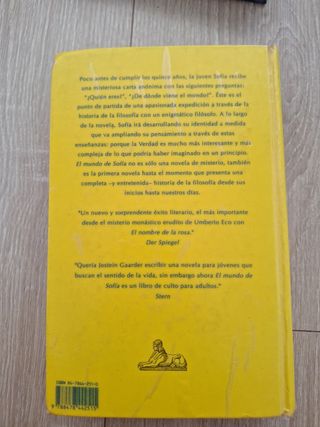 Poco antes de cumplir los quince años, la joven Sofía recibe
una misteriosa carta anónima con las siguientes preguntas:
"¿Quién eres?", "¿De dónde viene el mundo?". Éste es el
punto de partida de una apasionada expedición a través de la
historia de la filosofía con un enigmático filósofo. A lo largo de
la novela, Sofía irá desarrollando su identidad a medida
que va ampliando su pensamiento a través de estas
enseñanzas: porque la Verdad es mucho más interesante y más
compleja de lo que podría haber imaginado en un principio.
El mundo de Sofía no es sólo una novela de misterio, también
es la primera novela hasta el momento que presenta una
completa —y entretenida— historia de la filosofía desde sus
inicios hasta nuestros días.
"Un nuevo y sorprendente éxito literario, el más importante
desde el misterio monástico erudito de Umberto Eco con
El nombre de la rosa."
Der Spiegel
"Quería Jostein Gaarder escribir una novela para jóvenes que
buscan el sentido de la vida, sin embargo ahora El mundo de
Sofía es un libro de culto para adultos."
Stern
ISBN 84-7844-251-0
9 788478 442515